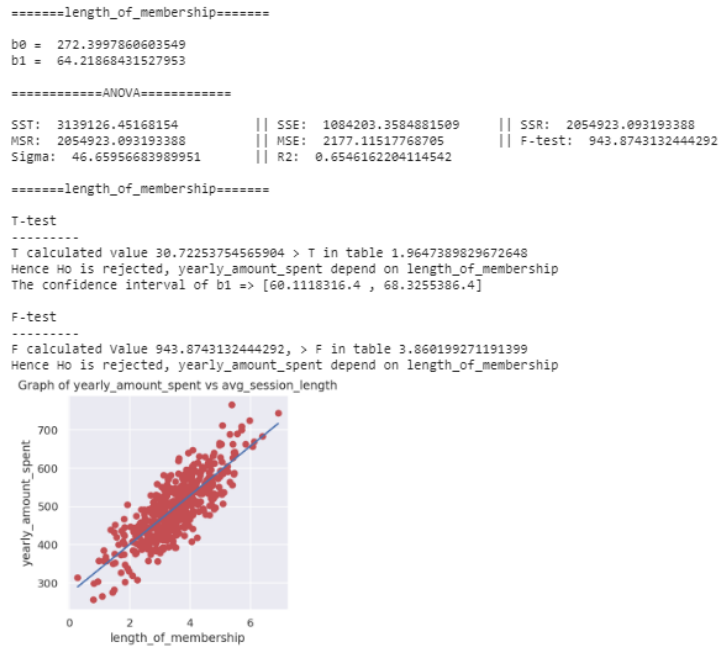 =======length_of_membership=======
b0 =  272.3997860603549
b1 =  64.21868431527953
============ANOVA============
SST:  3139126.45168154          || SSE:  1084203.3584881509     || SSR:  2054923.093193388
MSR:  2054923.093193388         || MSE:  2177.11517768705       || F-test:  943.8743132444292
Sigma:  46.65956683989951       || R2:  0.6546162204114542
=======length_of_membership=======
T-test
---------
T calculated value 30.72253754565904 > T in table 1.9647389829672648
Hence Ho is rejected, yearly_amount_spent depend on length_of_membership
The confidence interval of b1 => [60.1118316.4 , 68.3255386.4]
F-test
---------
F calculated Value 943.8743132444292, > F in table 3.860199271191399
Hence Ho is rejected, yearly_amount_spent depend on length_of_membership
Graph of yearly_amount_spent vs avg_session_length
yearly_amount_spent
700
600
500
400
300
0 2 4 6
length_of_membership